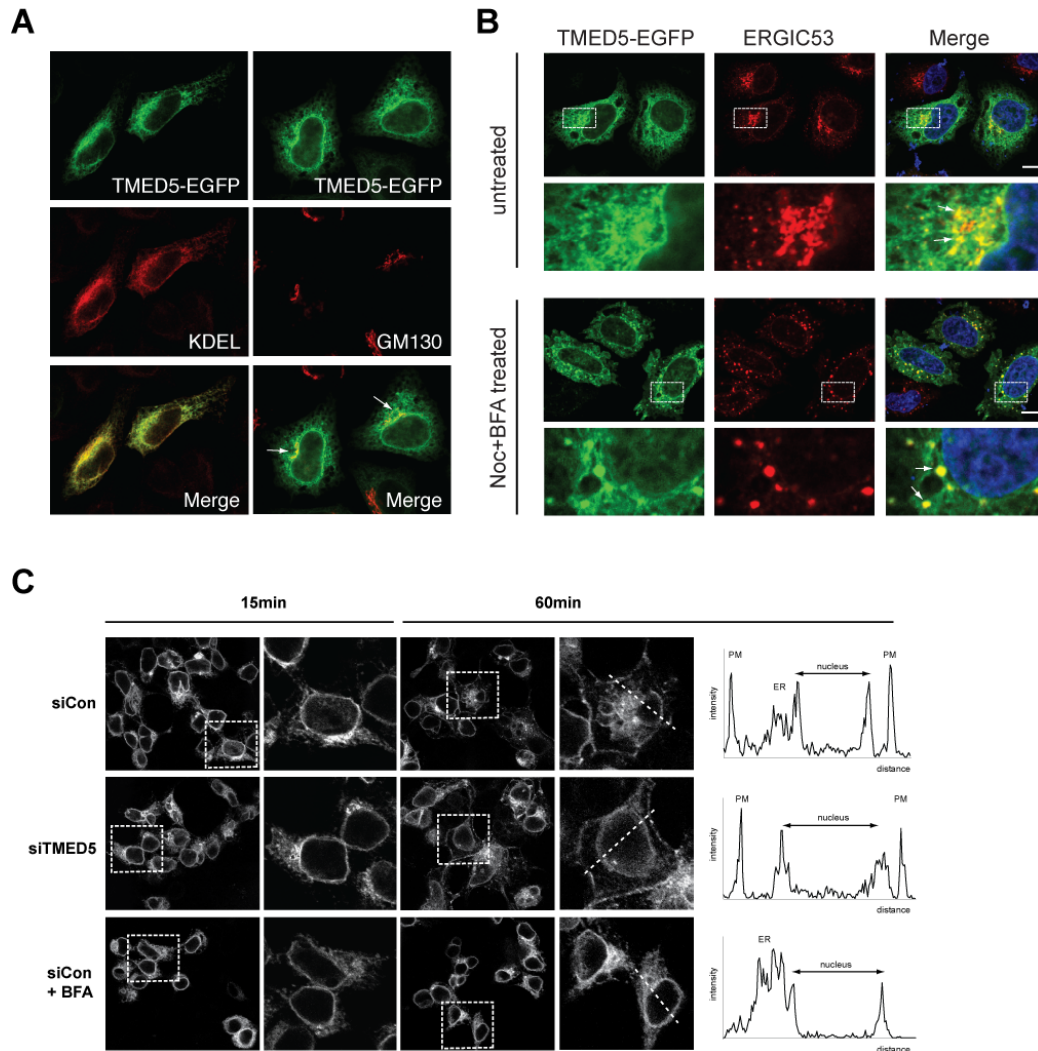 A
TMED5-EGFP
TMED5-EGFP
KDEL
GM130
Merge
Merge
B
TMED5-EGFP ERGIC53 Merge
untreated
Noc+BFA treated
C
15min 60min
siCon
PM
PM
nucleus
ER
intensity
distance
siTMED5
PM
PM
nucleus
intensity
distance
siCon
+ BFA
ER
nucleus
intensity
distance